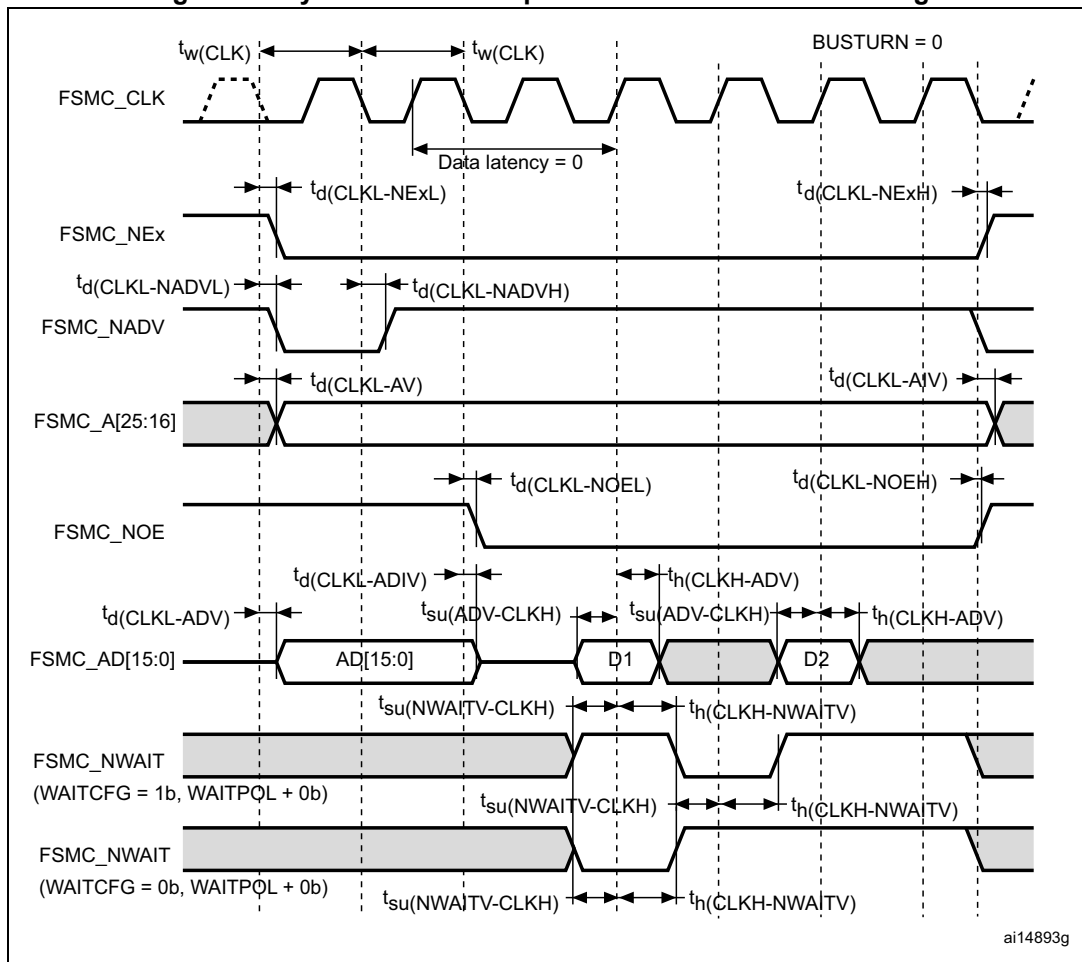 tw(CLK) tw(CLK) BUSTURN = 0
FSMC_CLK
Data latency = 0
td(CLKL-NExL) td(CLKL-NExH)
FSMC_NEx
td(CLKL-NADVL) td(CLKL-NADVH)
FSMC_NADV
td(CLKL-AV) td(CLKL-AIV)
FSMC_A[25:16]
td(CLKL-NOEL) td(CLKL-NOEH)
FSMC_NOE
td(CLKL-ADIV) th(CLKH-ADV)
td(CLKL-ADV) tsu(ADV-CLKH) tsu(ADV-CLKH) th(CLKH-ADV)
FSMC_AD[15:0] AD[15:0] D1 D2
tsu(NWAITV-CLKH) th(CLKH-NWAITV)
FSMC_NWAIT
(WAITCFG = 1b, WAITPOL + 0b)
tsu(NWAITV-CLKH) th(CLKH-NWAITV)
FSMC_NWAIT
(WAITCFG = 0b, WAITPOL + 0b)
tsu(NWAITV-CLKH) th(CLKH-NWAITV)
ai14893g